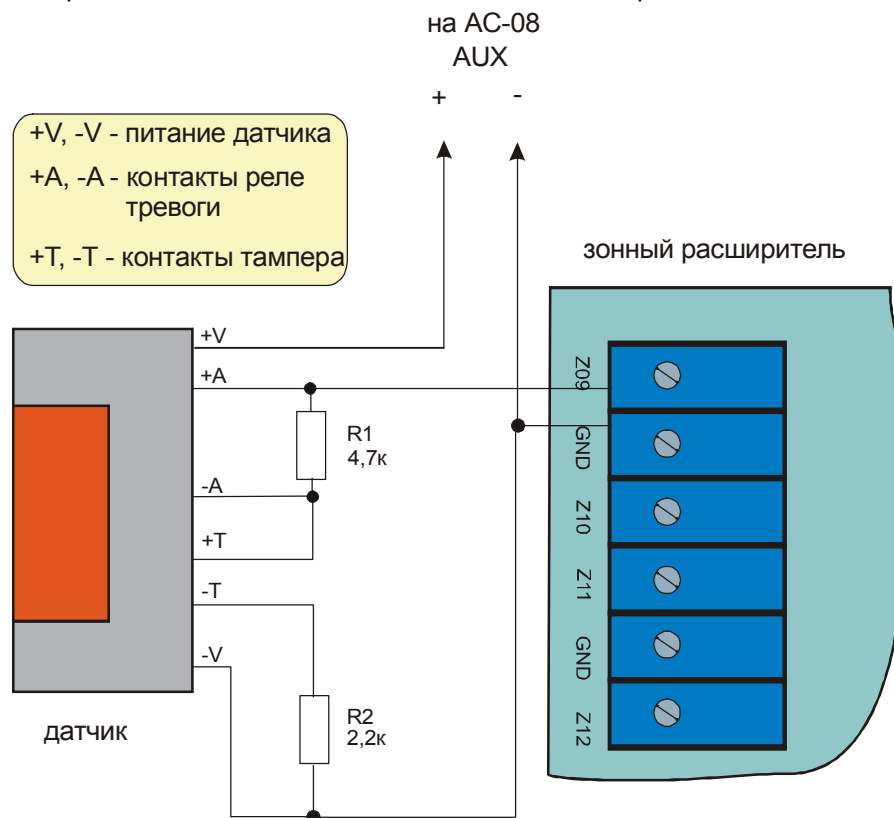 на АС-08
AUX
+ -
+V, -V - питание датчика
+A, -A - контакты реле
тревоги
+T, -T - контакты тампера
зонный расширитель
+V
+A
R1
4,7к
-A
+T
-T
-V
R2
2,2к
датчик
Z09
GND
Z10
Z11
GND
Z12